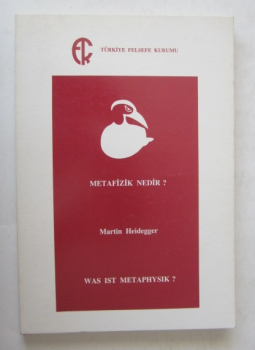 TÜRKİYE FELSEFE KURUMU
METAFİZİK NEDİR ?
Martin Heidegger
WAS IST METAPHYSIK ?